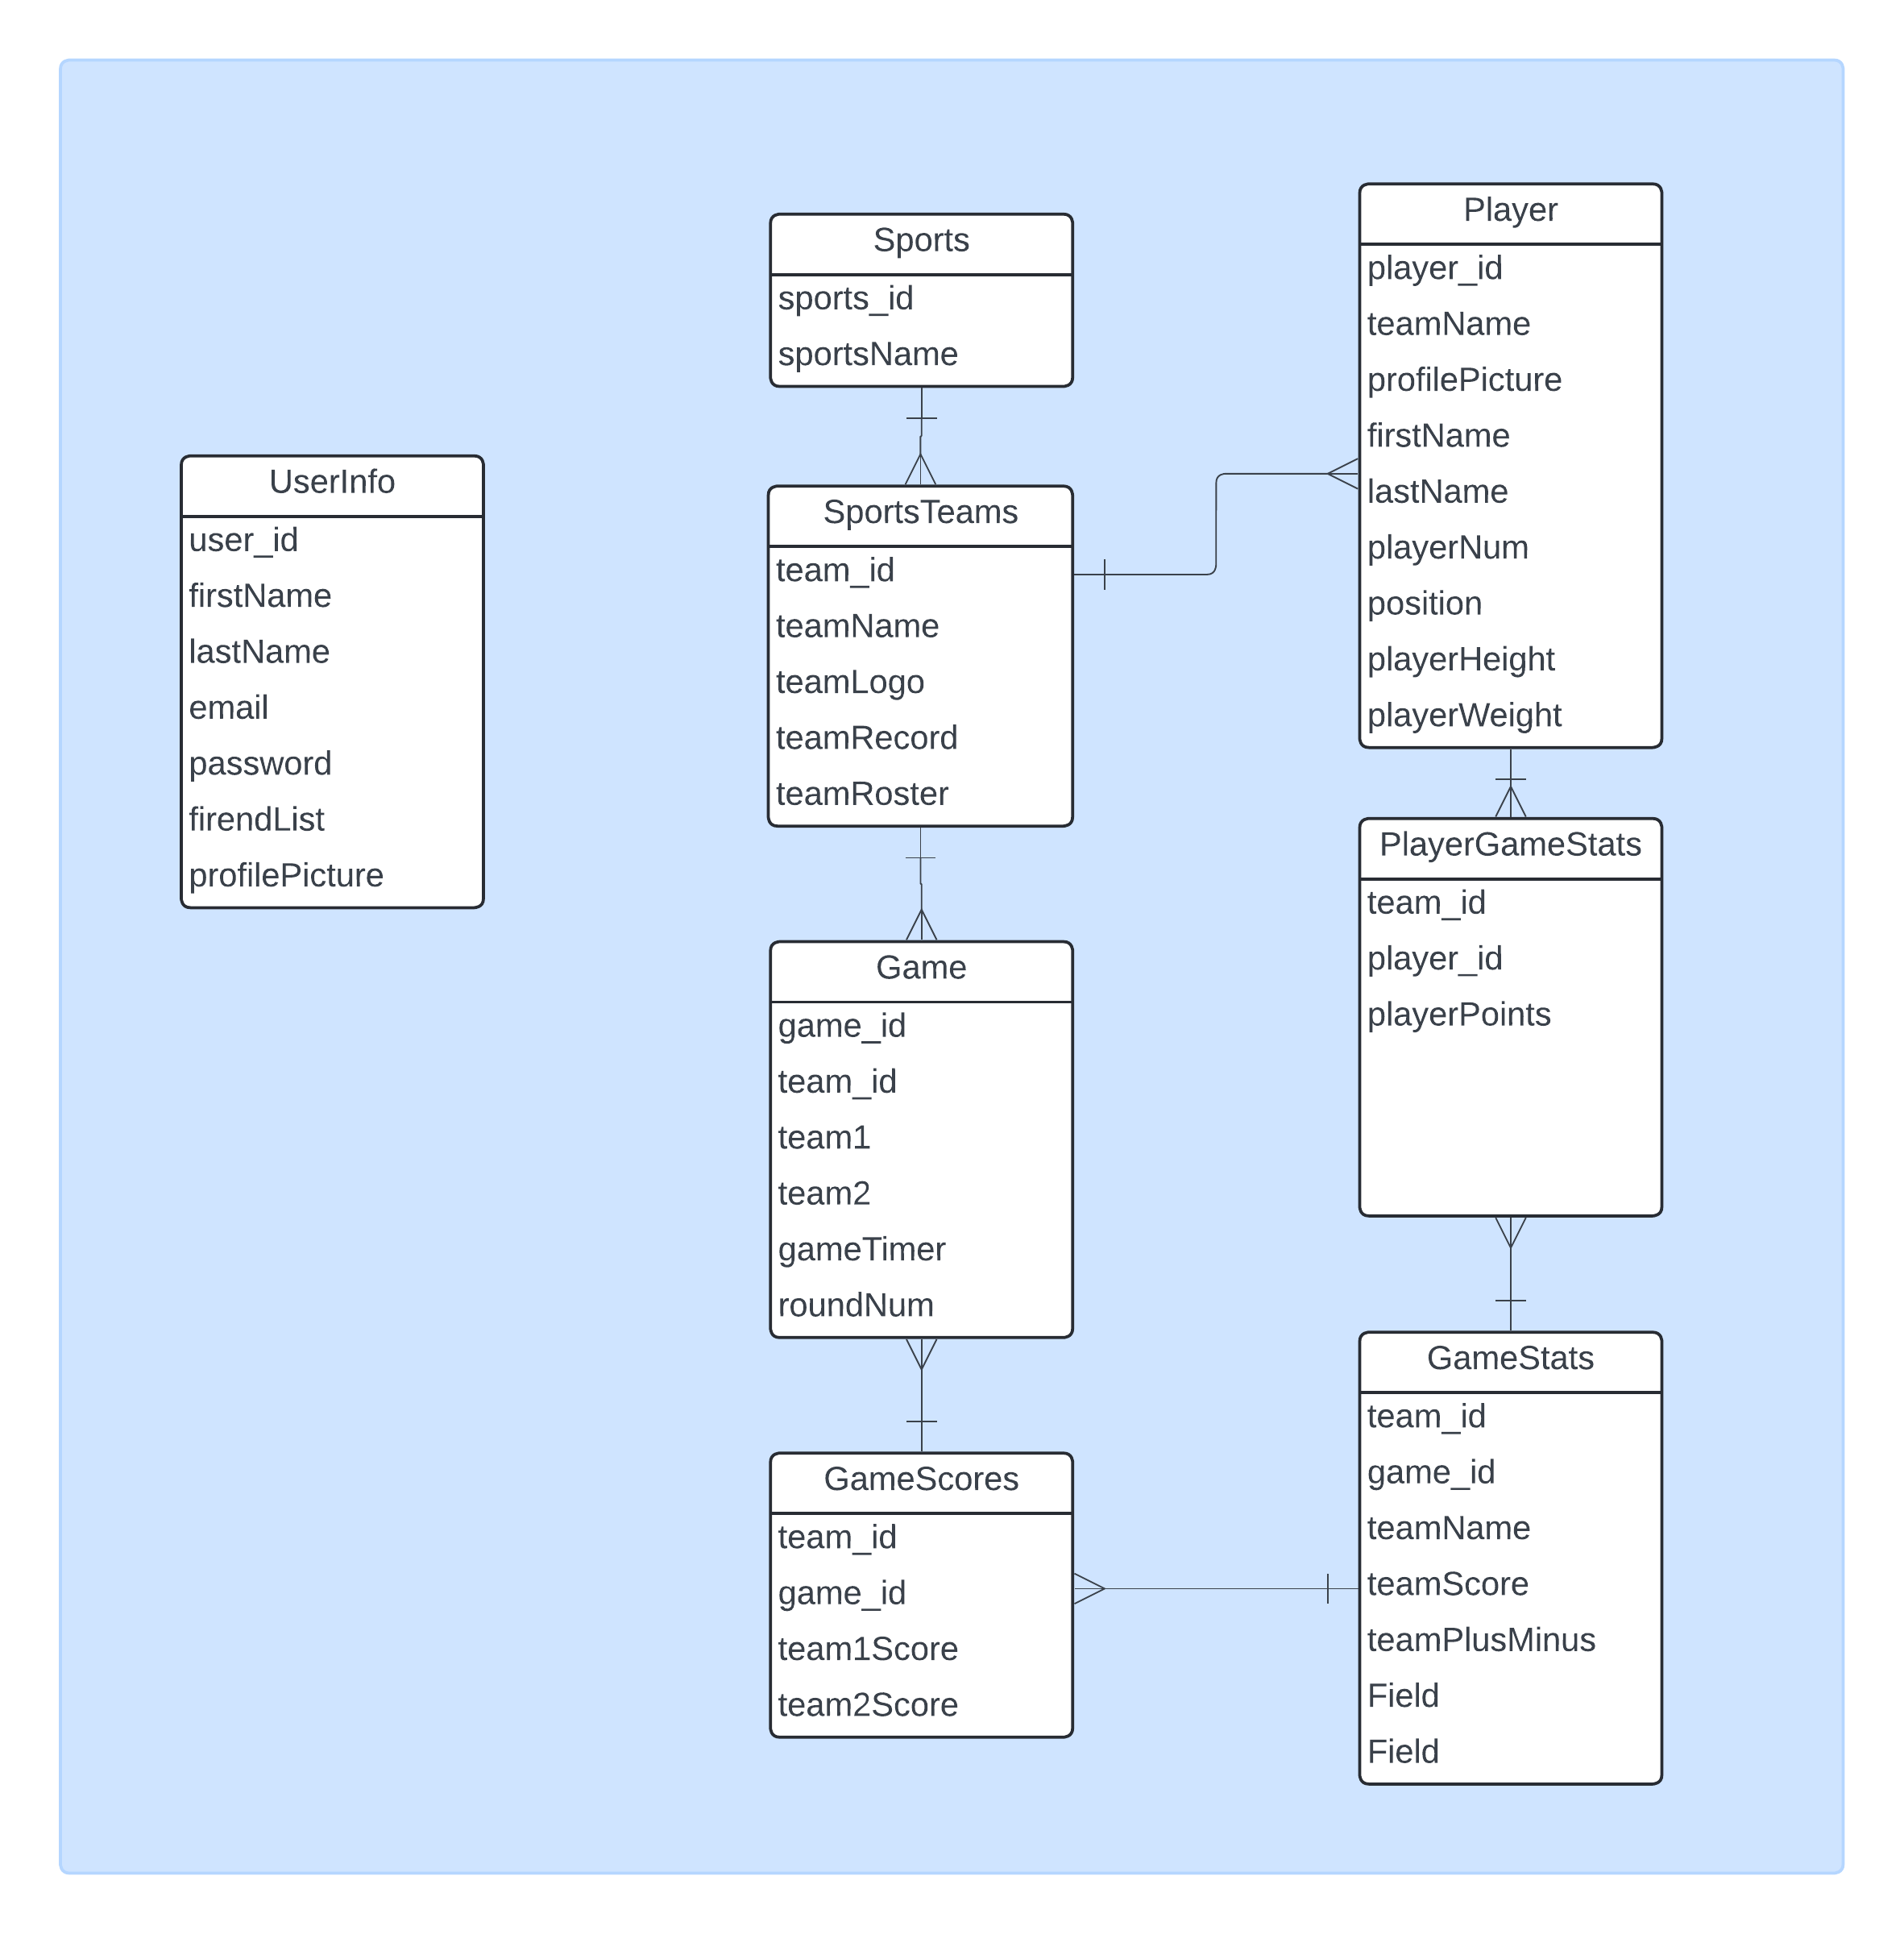 UserInfo
user_id
firstName
lastName
email
password
firendList
profilePicture
Sports
sports_id
sportsName
SportsTeams
team_id
teamName
teamLogo
teamRecord
teamRoster
Game
game_id
team_id
team1
team2
gameTimer
roundNum
GameScores
team_id
game_id
team1Score
team2Score
Player
player_id
teamName
profilePicture
firstName
lastName
playerNum
position
playerHeight
playerWeight
PlayerGameStats
team_id
player_id
playerPoints
GameStats
team_id
game_id
teamName
teamScore
teamPlusMinus
Field
Field